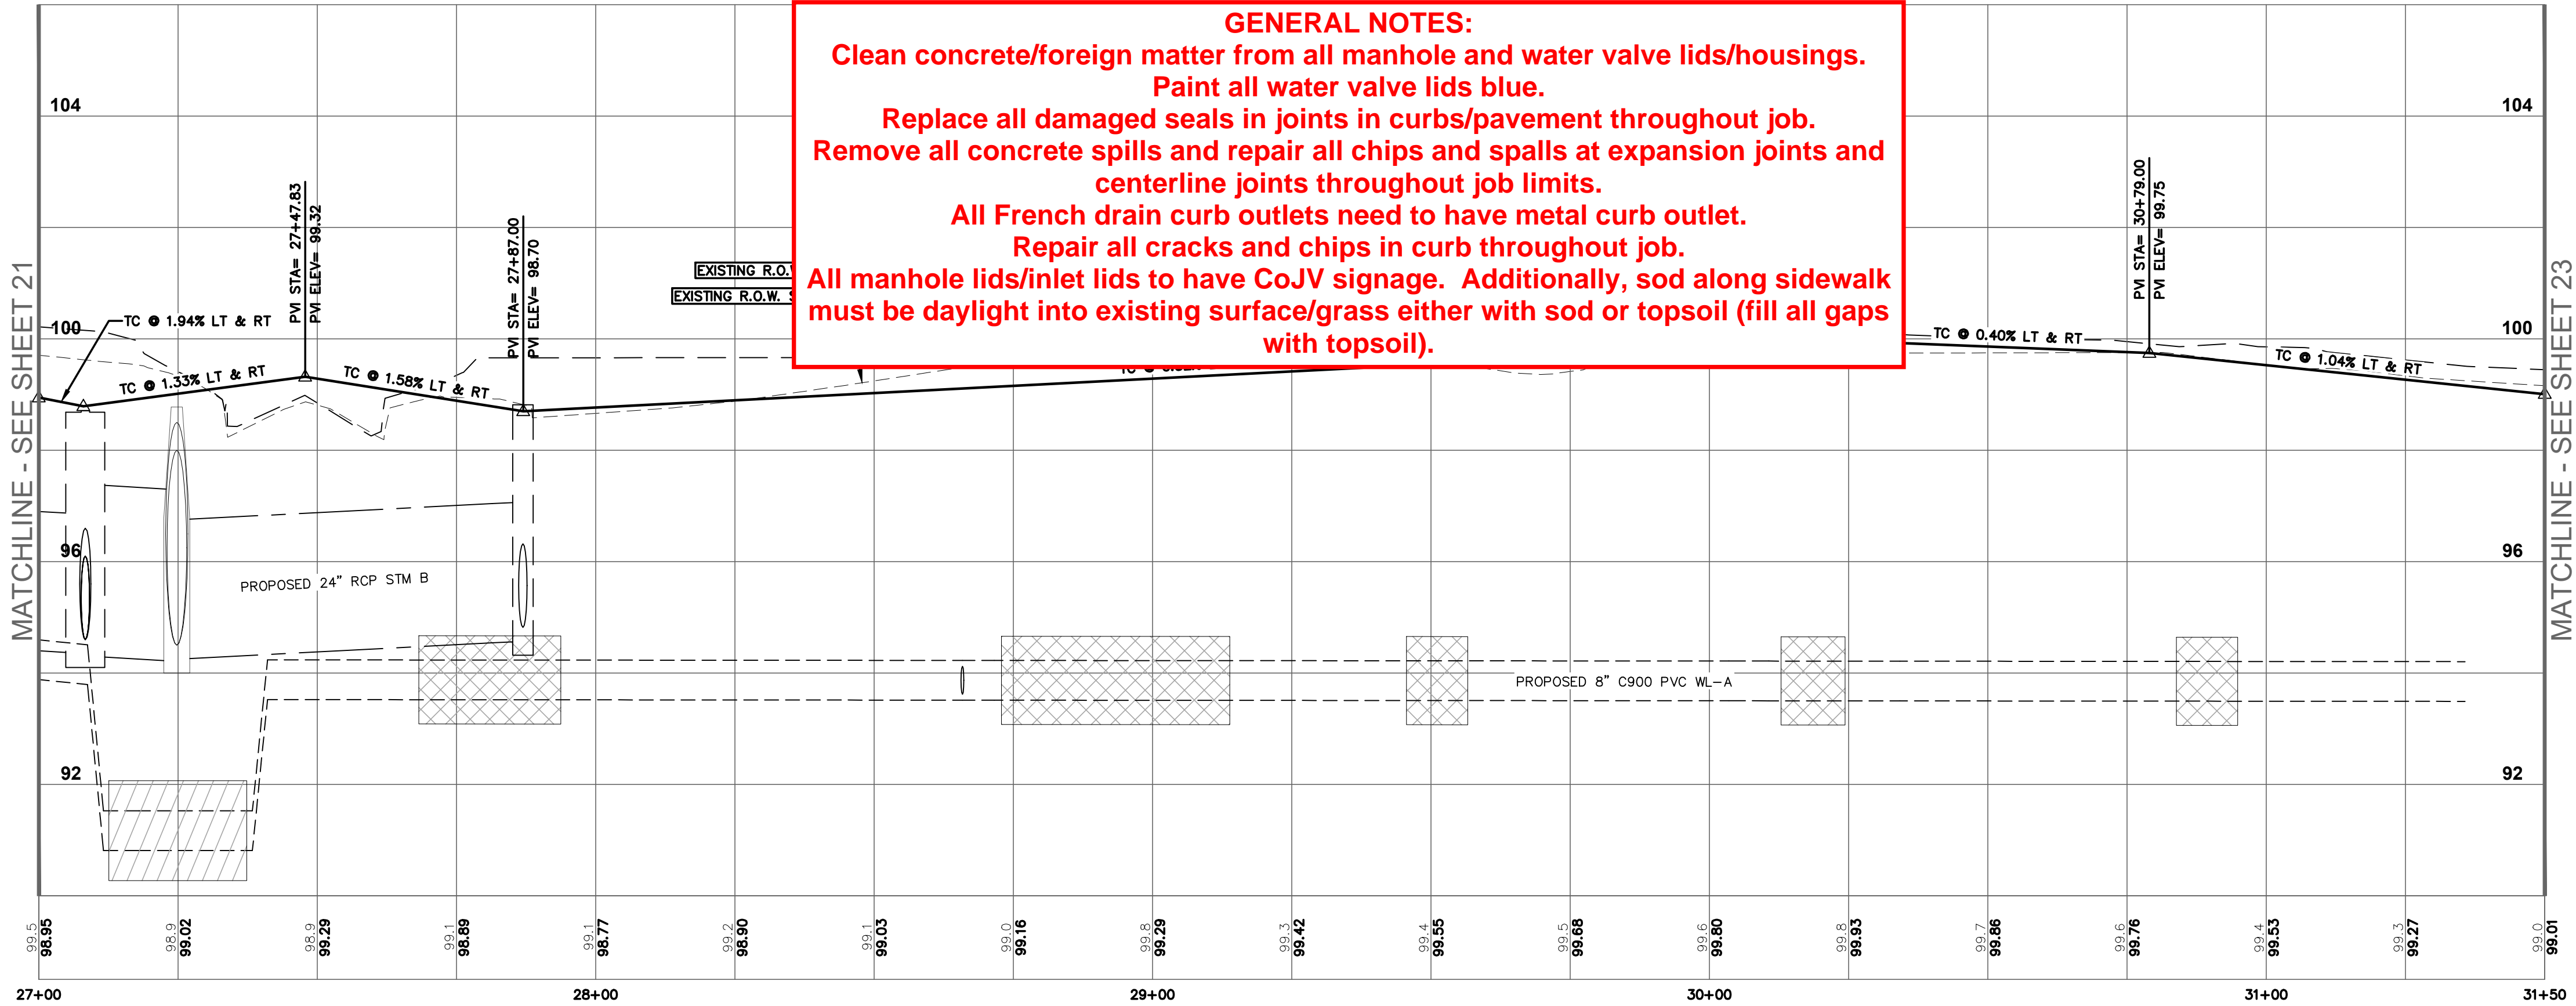 GENERAL NOTES:
Clean concrete/foreign matter from all manhole and water valve lids/housings.
Paint all water valve lids blue.
Replace all damaged seals in joints in curbs/pavement throughout job.
Remove all concrete spills and repair all chips and spalls at expansion joints and
centerline joints throughout job limits.
All French drain curb outlets need to have metal curb outlet.
Repair all cracks and chips in curb throughout job.
All manhole lids/inlet lids to have CoJV signage.  Additionally, sod along sidewalk
must be daylight into existing surface/grass either with sod or topsoil (fill all gaps
with topsoil).
MATCHLINE - SEE SHEET 21
104
100
96
92
TC @ 1.94% LT & RT
TC @ 1.33% LT & RT
PVI STA= 27+47.83
PVI ELEV= 99.32
TC @ 1.58% LT & RT
PVI STA= 27+87.00
PVI ELEV= 98.70
EXISTING R.O.
EXISTING R.O.W.
TC @ 0.40% LT & RT
PVI STA= 30+79.00
PVI ELEV= 99.75
TC @ 1.04% LT & RT
104
100
96
92
MATCHLINE - SEE SHEET 23
PROPOSED 24" RCP STM B
PROPOSED 8" C900 PVC WL-A
99.5
98.95
98.9
99.02
98.9
99.29
99.1
98.89
99.1
98.77
99.2
98.90
99.1
99.03
99.0
99.16
99.8
99.29
99.3
99.42
99.4
99.55
99.5
99.68
99.6
99.80
99.8
99.93
99.7
99.86
99.6
99.76
99.4
99.53
99.3
99.27
99.0
99.01
27+00
28+00
29+00
30+00
31+00
31+50